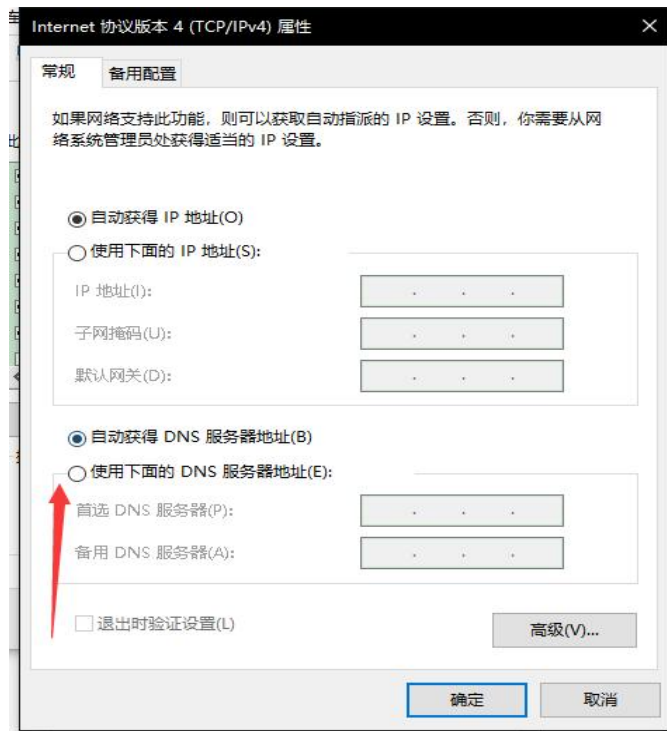 Internet 协议版本 4 (TCP/IPv4) 属性
常规
备用配置
如果网络支持此功能，则可以获取自动指派的 IP 设置。否则，你需要从网
络系统管理员处获得适当的 IP 设置。
自动获得 IP 地址(O)
使用下面的 IP 地址(S):
IP 地址(I):
子网掩码(U):
默认网关(D):
自动获得 DNS 服务器地址(B)
使用下面的 DNS 服务器地址(E):
首选 DNS 服务器(P):
备用 DNS 服务器(A):
退出时验证设置(L)
高级(V)...
确定
取消